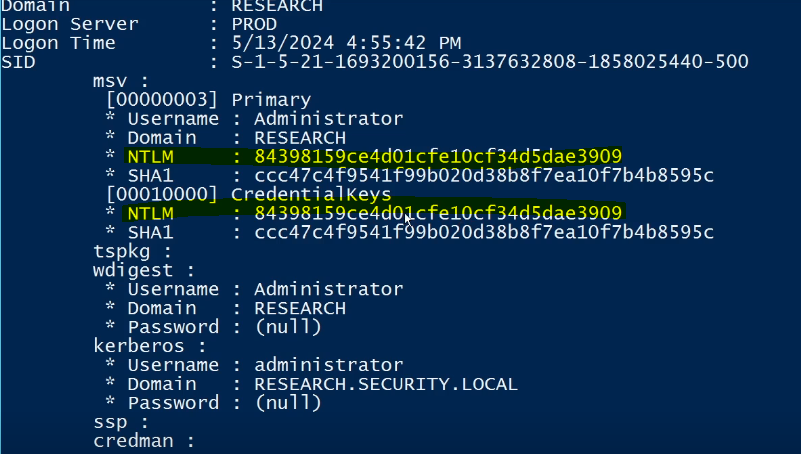 Domain : RESEARCH
Logon Server : PROD
Logon Time : 5/13/2024 4:55:42 PM
SID : S-1-5-21-1693200156-3137632808-1858025440-500
msv :
[00000003] Primary
* Username : Administrator
* Domain : RESEARCH
* NTLM : 84398159ce4d01cfe10cf34d5dae3909
* SHA1 : ccc47c4f9541f99b020d38b8f7ea10f7b4b8595c
[00010000] CredentialKeys
* NTLM : 84398159ce4d01cfe10cf34d5dae3909
* SHA1 : ccc47c4f9541f99b020d38b8f7ea10f7b4b8595c
tspkg :
wdigest :
* Username : Administrator
* Domain : RESEARCH
* Password : (null)
kerberos :
* Username : administrator
* Domain : RESEARCH.SECURITY.LOCAL
* Password : (null)
ssp :
credman :